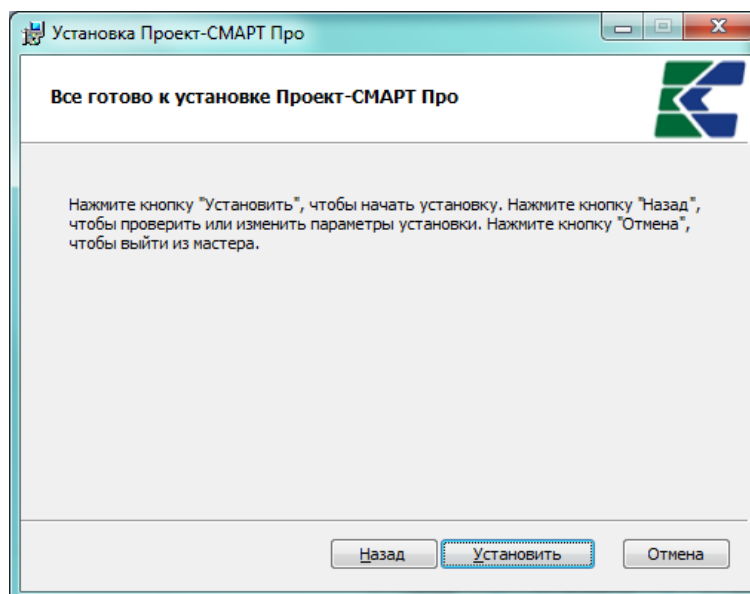 Установка Проект-СМАРТ Про
Все готово к установке Проект-СМАРТ Про
Нажмите кнопку "Установить", чтобы начать установку. Нажмите кнопку "Назад",
чтобы проверить или изменить параметры установки. Нажмите кнопку "Отмена",
чтобы выйти из мастера.
Назад Установить Отмена